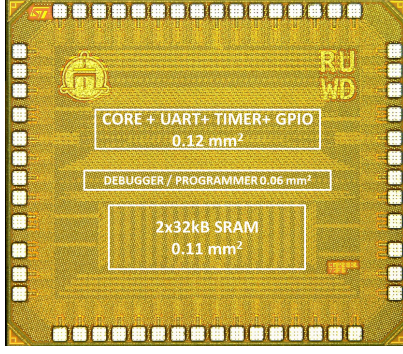 ST
RU
WD
CORE + UART+ TIMER+ GPIO
0.12 mm²
DEBUGGER / PROGRAMMER 0.06 mm²
2x32kB SRAM
0.11 mm²